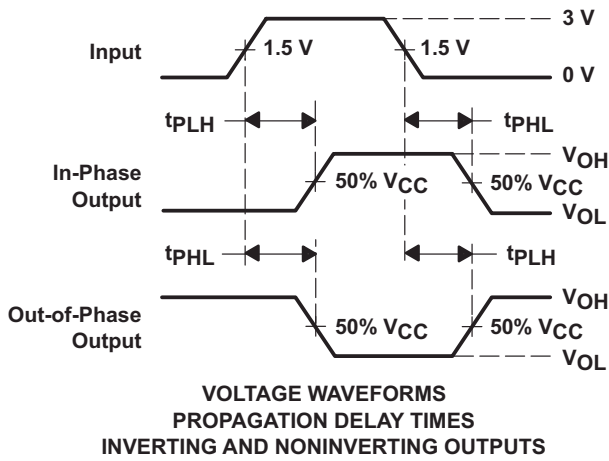 3 V
Input
1.5 V
1.5 V
0 V
tPLH
tPHL
VOH
In-Phase
Output
50% VCC
50% VCC
VOL
tPHL
tPLH
VOH
Out-of-Phase
Output
50% VCC
50% VCC
VOL
VOLTAGE WAVEFORMS
PROPAGATION DELAY TIMES
INVERTING AND NONINVERTING OUTPUTS